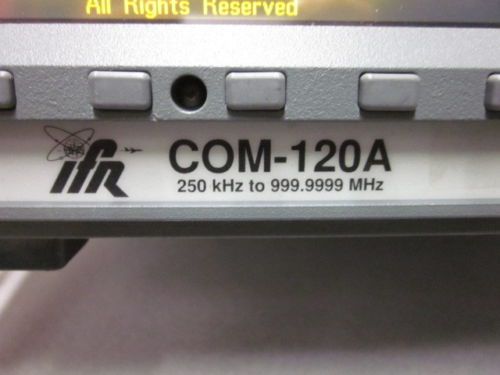 All Rights Reserved
IFR
COM-120A
250 kHz to 999.9999 MHz